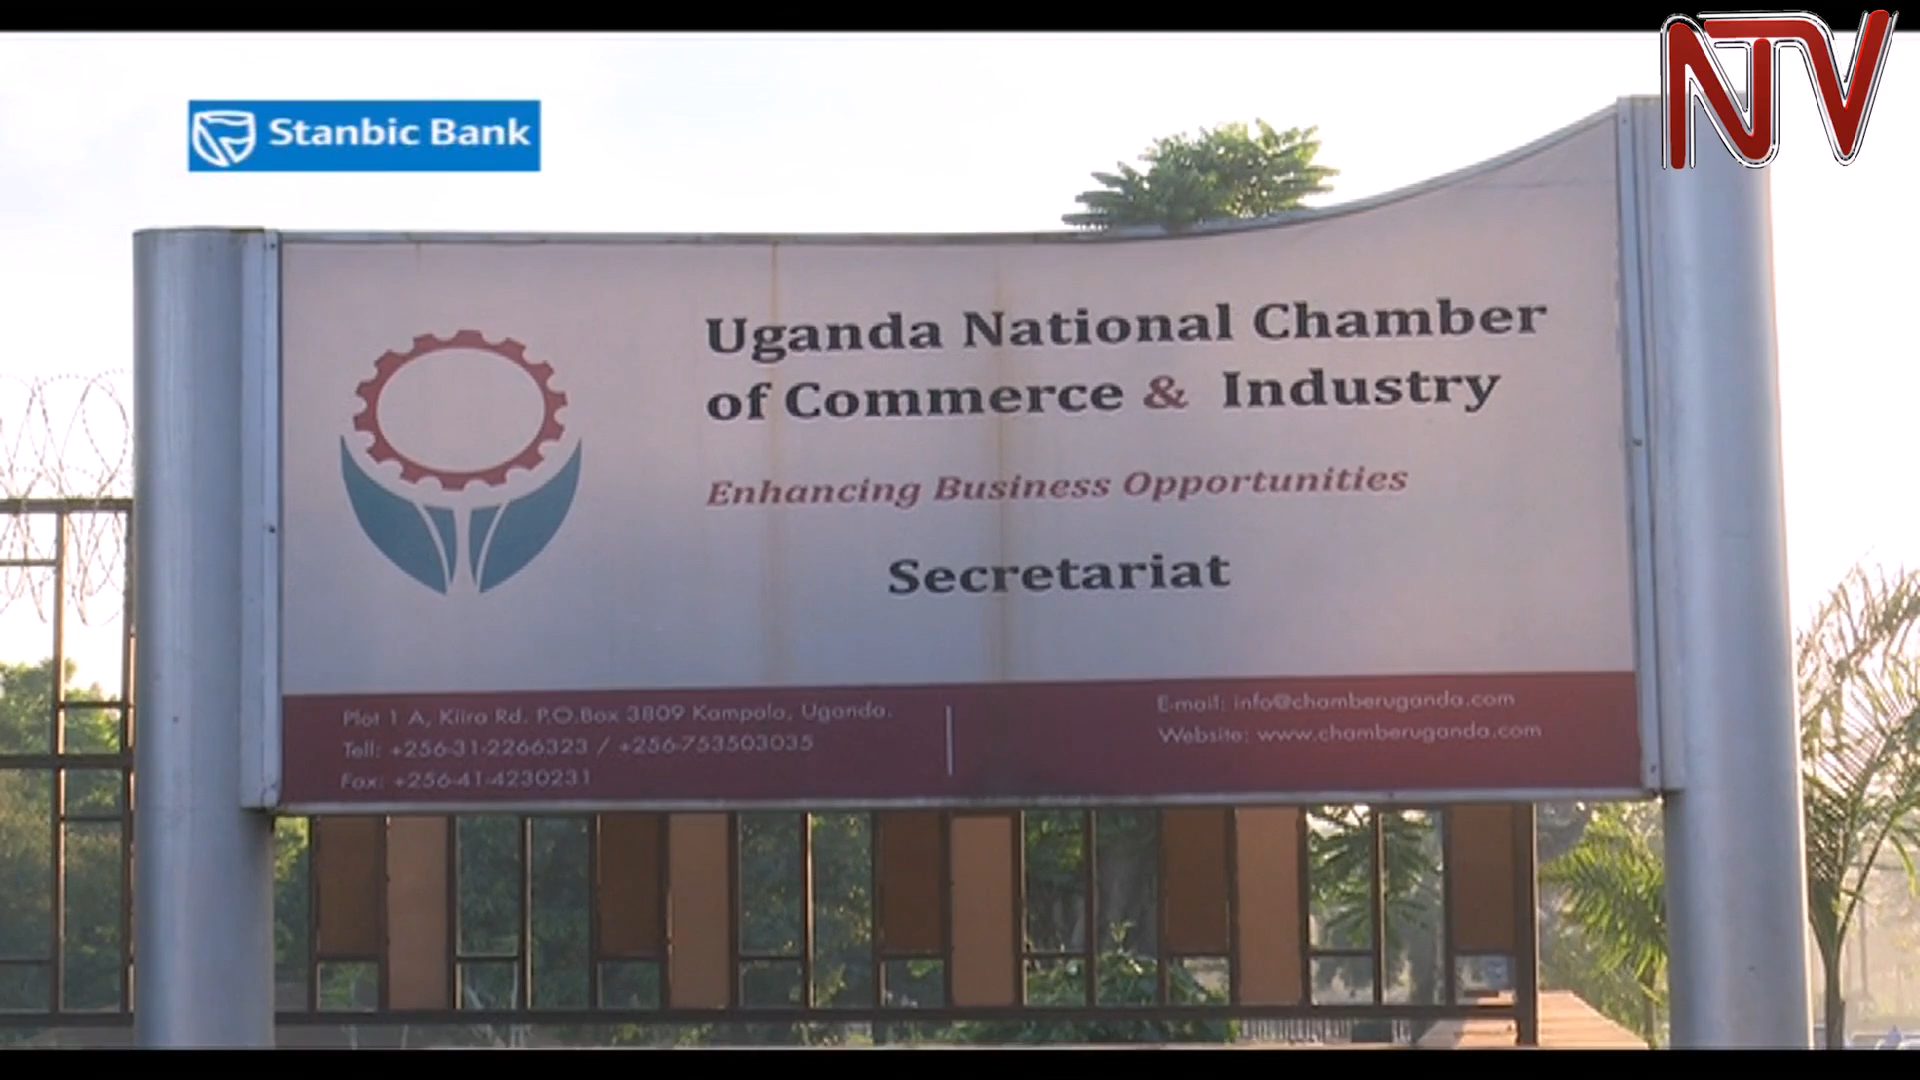 NTV
Stanbic Bank
Uganda National Chamber
of Commerce & Industry
Enhancing Business Opportunities
Secretariat
Plot 1 A, Kiira Rd. P.O.Box 3809 Kampala, Uganda.
Tell: +256-31-2266323 / +256-753503035
Fax: +256-41-4230231
E-mail: info@chamberuganda.com
Website: www.chamberuganda.com